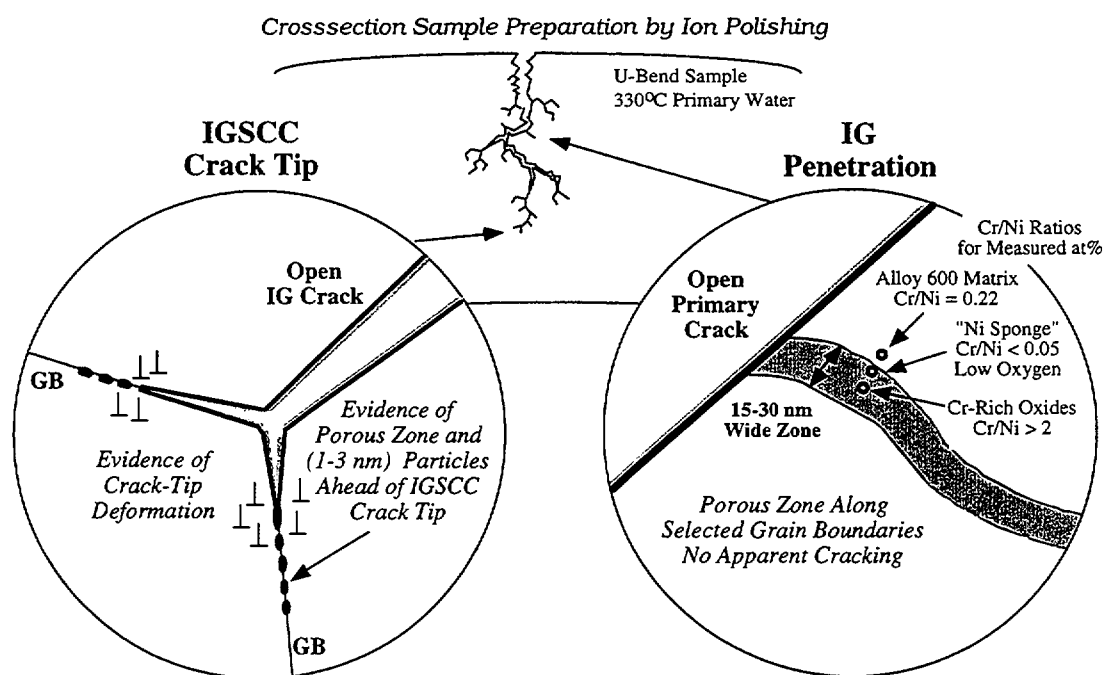 Crosssection Sample Preparation by Ion Polishing
U-Bend Sample
330ºC Primary Water
IGSCC
Crack Tip
IG
Penetration
Open
IG Crack
GB
Evidence of
Crack-Tip
Deformation
Evidence of
Porous Zone and
(1-3 nm) Particles
Ahead of IGSCC
Crack Tip
GB
Cr/Ni Ratios
for Measured at%
Open
Primary
Crack
Alloy 600 Matrix
Cr/Ni = 0.22
"Ni Sponge"
Cr/Ni < 0.05
Low Oxygen
Cr-Rich Oxides
Cr/Ni > 2
15-30 nm
Wide Zone
Porous Zone Along
Selected Grain Boundaries
No Apparent Cracking